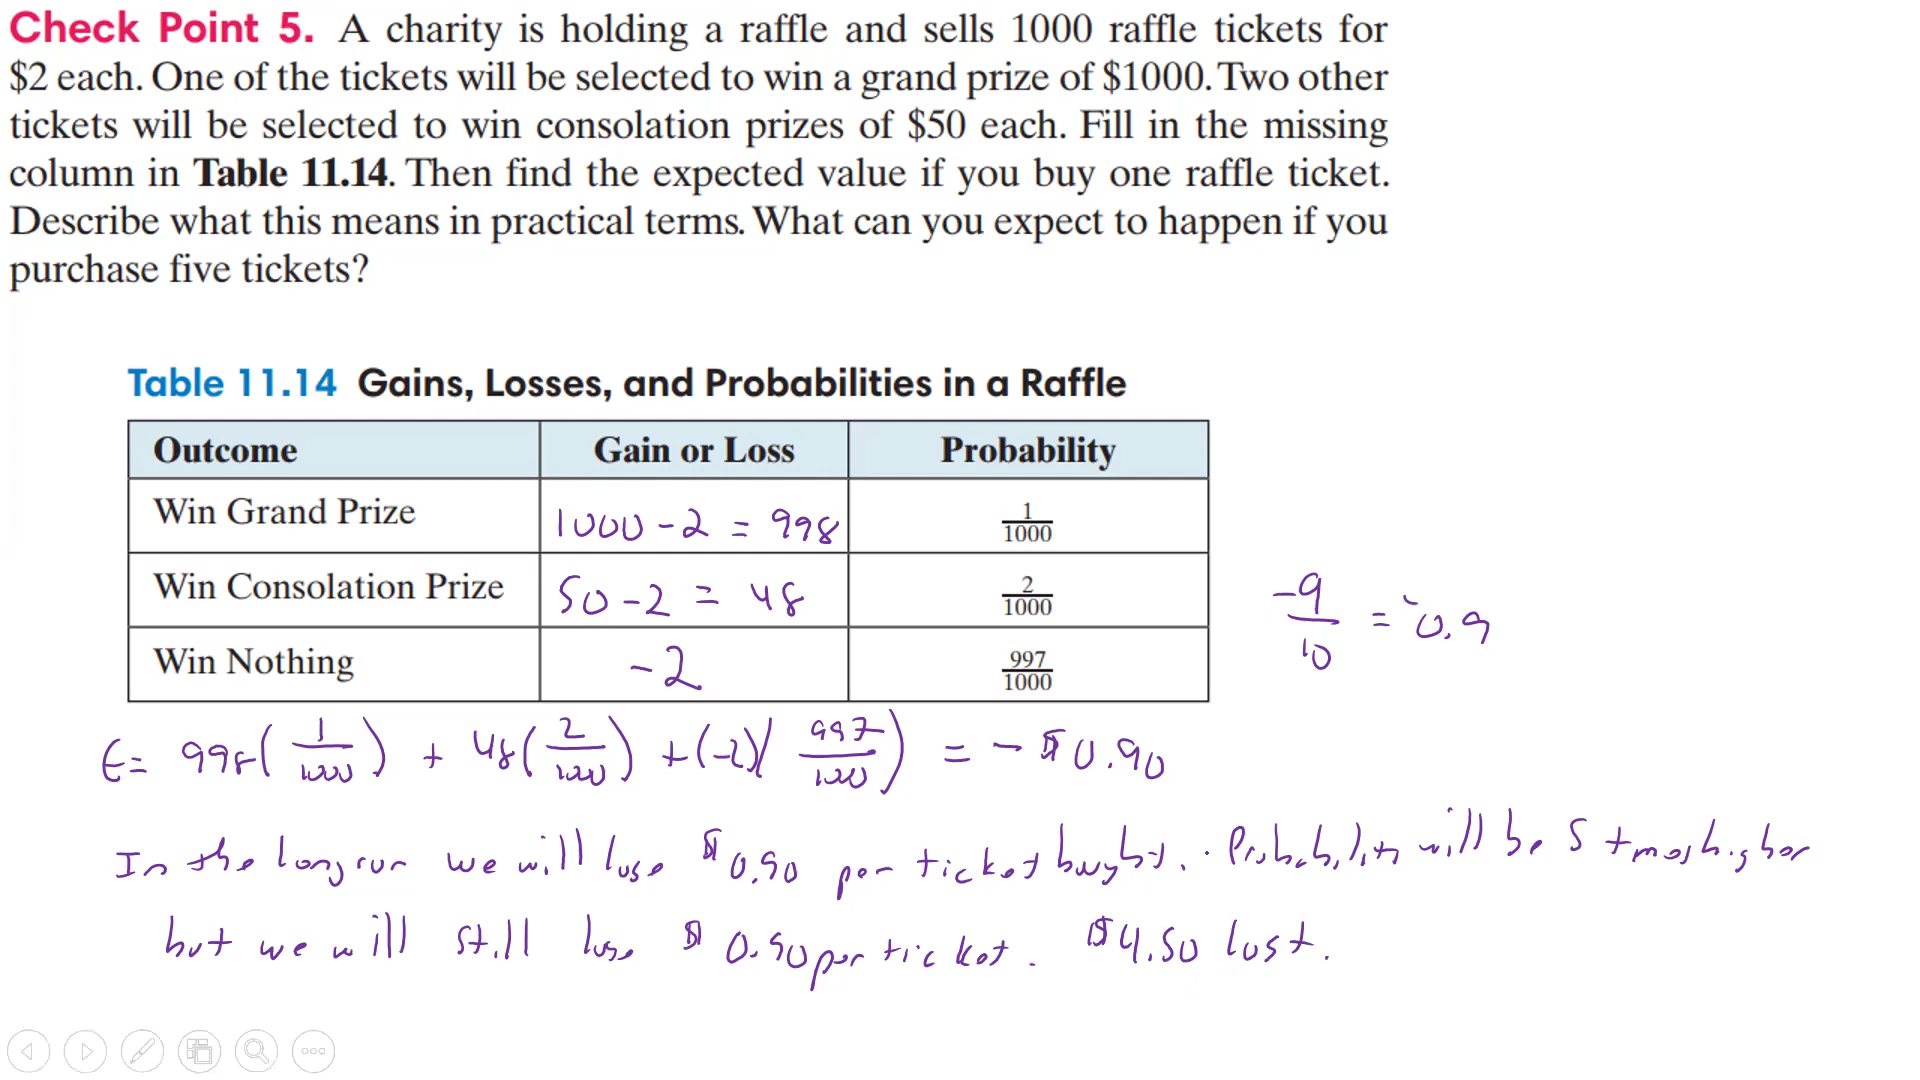 Check Point 5. A charity is holding a raffle and sells 1000 raffle tickets for
$2 each. One of the tickets will be selected to win a grand prize of $1000. Two other
tickets will be selected to win consolation prizes of $50 each. Fill in the missing
column in Table 11.14. Then find the expected value if you buy one raffle ticket.
Describe what this means in practical terms. What can you expect to happen if you
purchase five tickets?
Table 11.14 Gains, Losses, and Probabilities in a Raffle
Outcome Gain or Loss Probability
Win Grand Prize 1000 - 2 = 998 1/1000
Win Consolation Prize 50 - 2 = 48 2/1000
Win Nothing -2 997/1000
-9/10 = -0.9
E = 998(1/1000) + 48(2/1000) + (-2)(997/1000) = -$0.90
In the long run we will lose $0.90 per ticket bought. Probability will be 5 times higher
but we will still lose $0.90 per ticket. $4.50 lost.